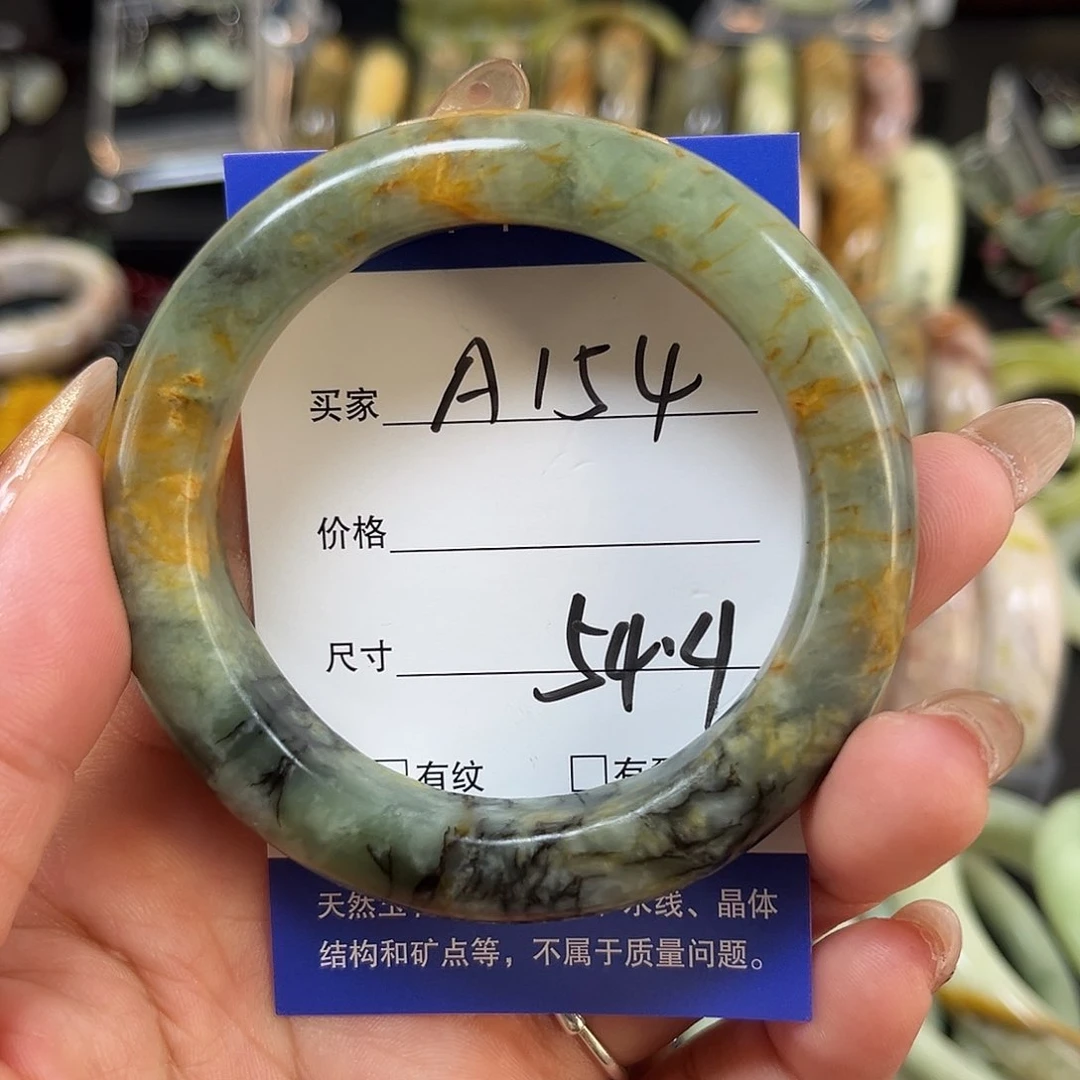 买家 A154
价格
尺寸 54.4
有纹 有
天然 水线、晶体
结构和矿点等，不属于质量问题。